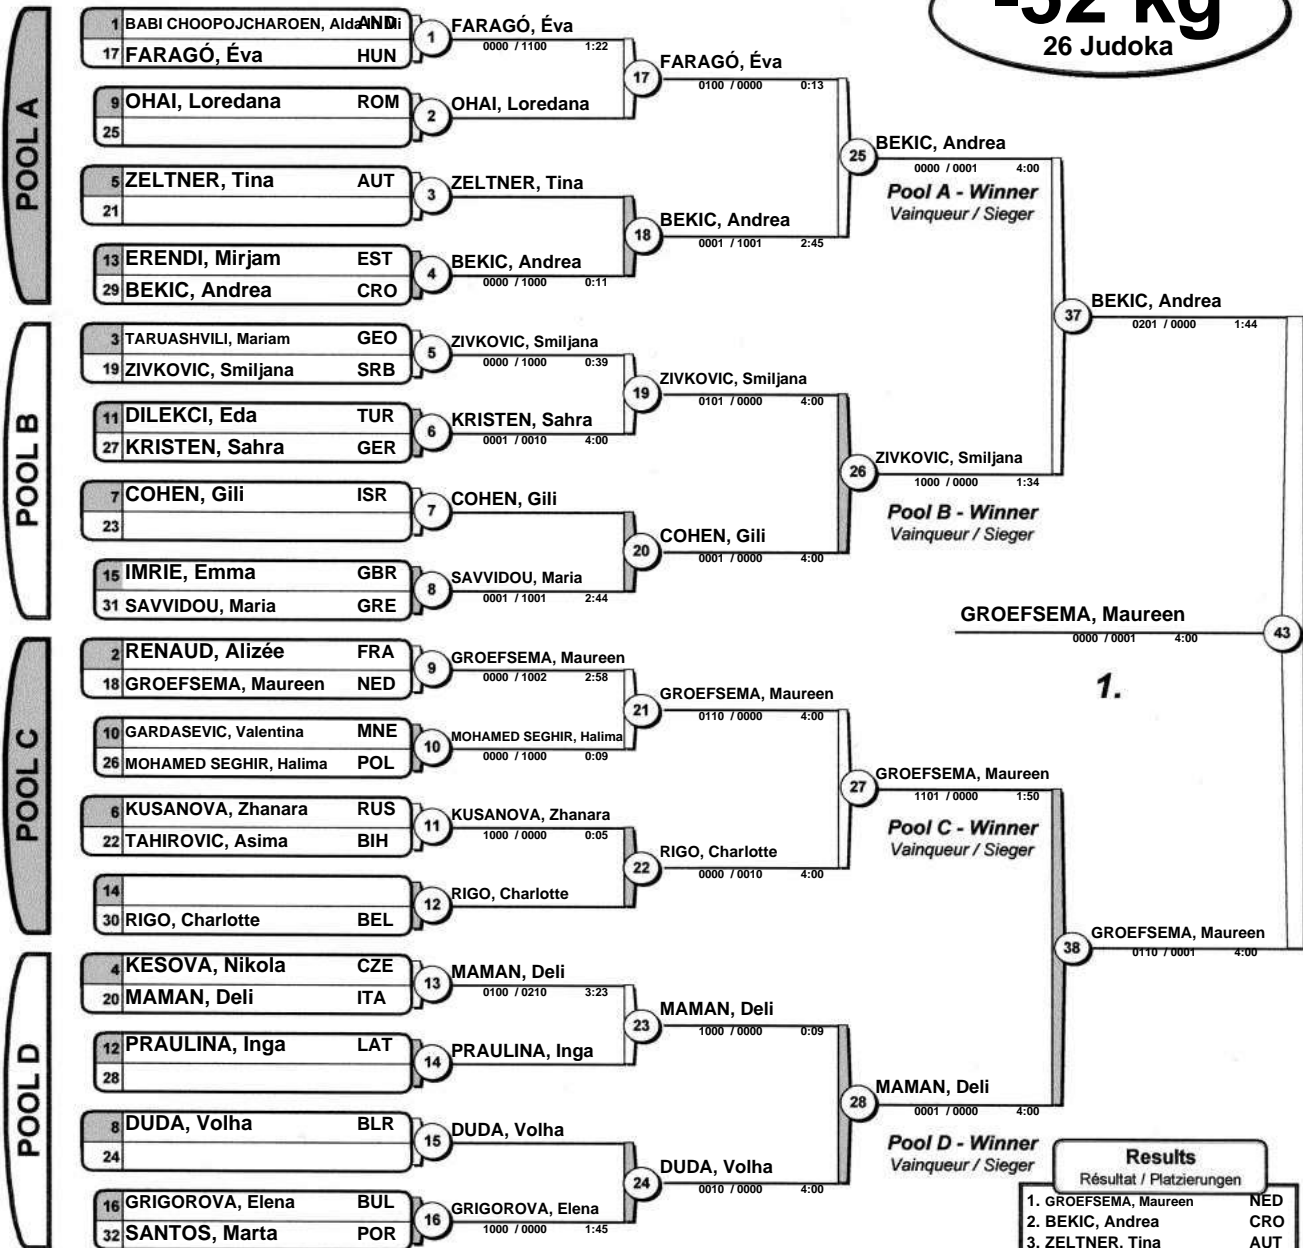 -52 kg
26 Judoka
POOL A
1 BABI CHOOPOJCHAROEN, Alda AND
17 FARAGÓ, Éva HUN
9 OHAI, Loredana ROM
25
5 ZELTNER, Tina AUT
21
13 ERENDI, Mirjam EST
29 BEKIC, Andrea CRO
POOL B
3 TARUASHVILI, Mariam GEO
19 ZIVKOVIC, Smiljana SRB
11 DILEKCI, Eda TUR
27 KRISTEN, Sahra GER
7 COHEN, Gili ISR
23
15 IMRIE, Emma GBR
31 SAVVIDOU, Maria GRE
POOL C
2 RENAUD, Alizée FRA
18 GROEFSEMA, Maureen NED
10 GARDASEVIC, Valentina MNE
26 MOHAMED SEGHIR, Halima POL
6 KUSANOVA, Zhanara RUS
22 TAHIROVIC, Asima BIH
14
30 RIGO, Charlotte BEL
POOL D
4 KESOVA, Nikola CZE
20 MAMAN, Deli ITA
12 PRAULINA, Inga LAT
28
8 DUDA, Volha BLR
24
16 GRIGOROVA, Elena BUL
32 SANTOS, Marta POR
1 FARAGÓ, Éva
0000 / 1100 1:22
2 OHAI, Loredana
3 ZELTNER, Tina
4 BEKIC, Andrea
0000 / 1000 0:11
5 ZIVKOVIC, Smiljana
0000 / 1000 0:39
6 KRISTEN, Sahra
0001 / 0010 4:00
7 COHEN, Gili
8 SAVVIDOU, Maria
0001 / 1001 2:44
9 GROEFSEMA, Maureen
0000 / 1002 2:58
10 MOHAMED SEGHIR, Halima
0000 / 1000 0:09
11 KUSANOVA, Zhanara
1000 / 0000 0:05
12 RIGO, Charlotte
13 MAMAN, Deli
0100 / 0210 3:23
14 PRAULINA, Inga
15 DUDA, Volha
16 GRIGOROVA, Elena
1000 / 0000 1:45
17 FARAGÓ, Éva
0100 / 0000 0:13
18 BEKIC, Andrea
0001 / 1001 2:45
19 ZIVKOVIC, Smiljana
0101 / 0000 4:00
20 COHEN, Gili
0001 / 0000 4:00
21 GROEFSEMA, Maureen
0110 / 0000 4:00
22 RIGO, Charlotte
0000 / 0010 4:00
23 MAMAN, Deli
1000 / 0000 0:09
24 DUDA, Volha
0010 / 0000 4:00
25 BEKIC, Andrea
0000 / 0001 4:00
Pool A - Winner
Vainqueur / Sieger
26 ZIVKOVIC, Smiljana
1000 / 0000 1:34
Pool B - Winner
Vainqueur / Sieger
27 GROEFSEMA, Maureen
1101 / 0000 1:50
Pool C - Winner
Vainqueur / Sieger
28 MAMAN, Deli
0001 / 0000 4:00
Pool D - Winner
Vainqueur / Sieger
37 BEKIC, Andrea
0201 / 0000 1:44
38 GROEFSEMA, Maureen
0110 / 0001 4:00
GROEFSEMA, Maureen 43
0000 / 0001 4:00
1.
Results
Résultat / Platzierungen
1. GROEFSEMA, Maureen NED
2. BEKIC, Andrea CRO
3. ZELTNER, Tina AUT